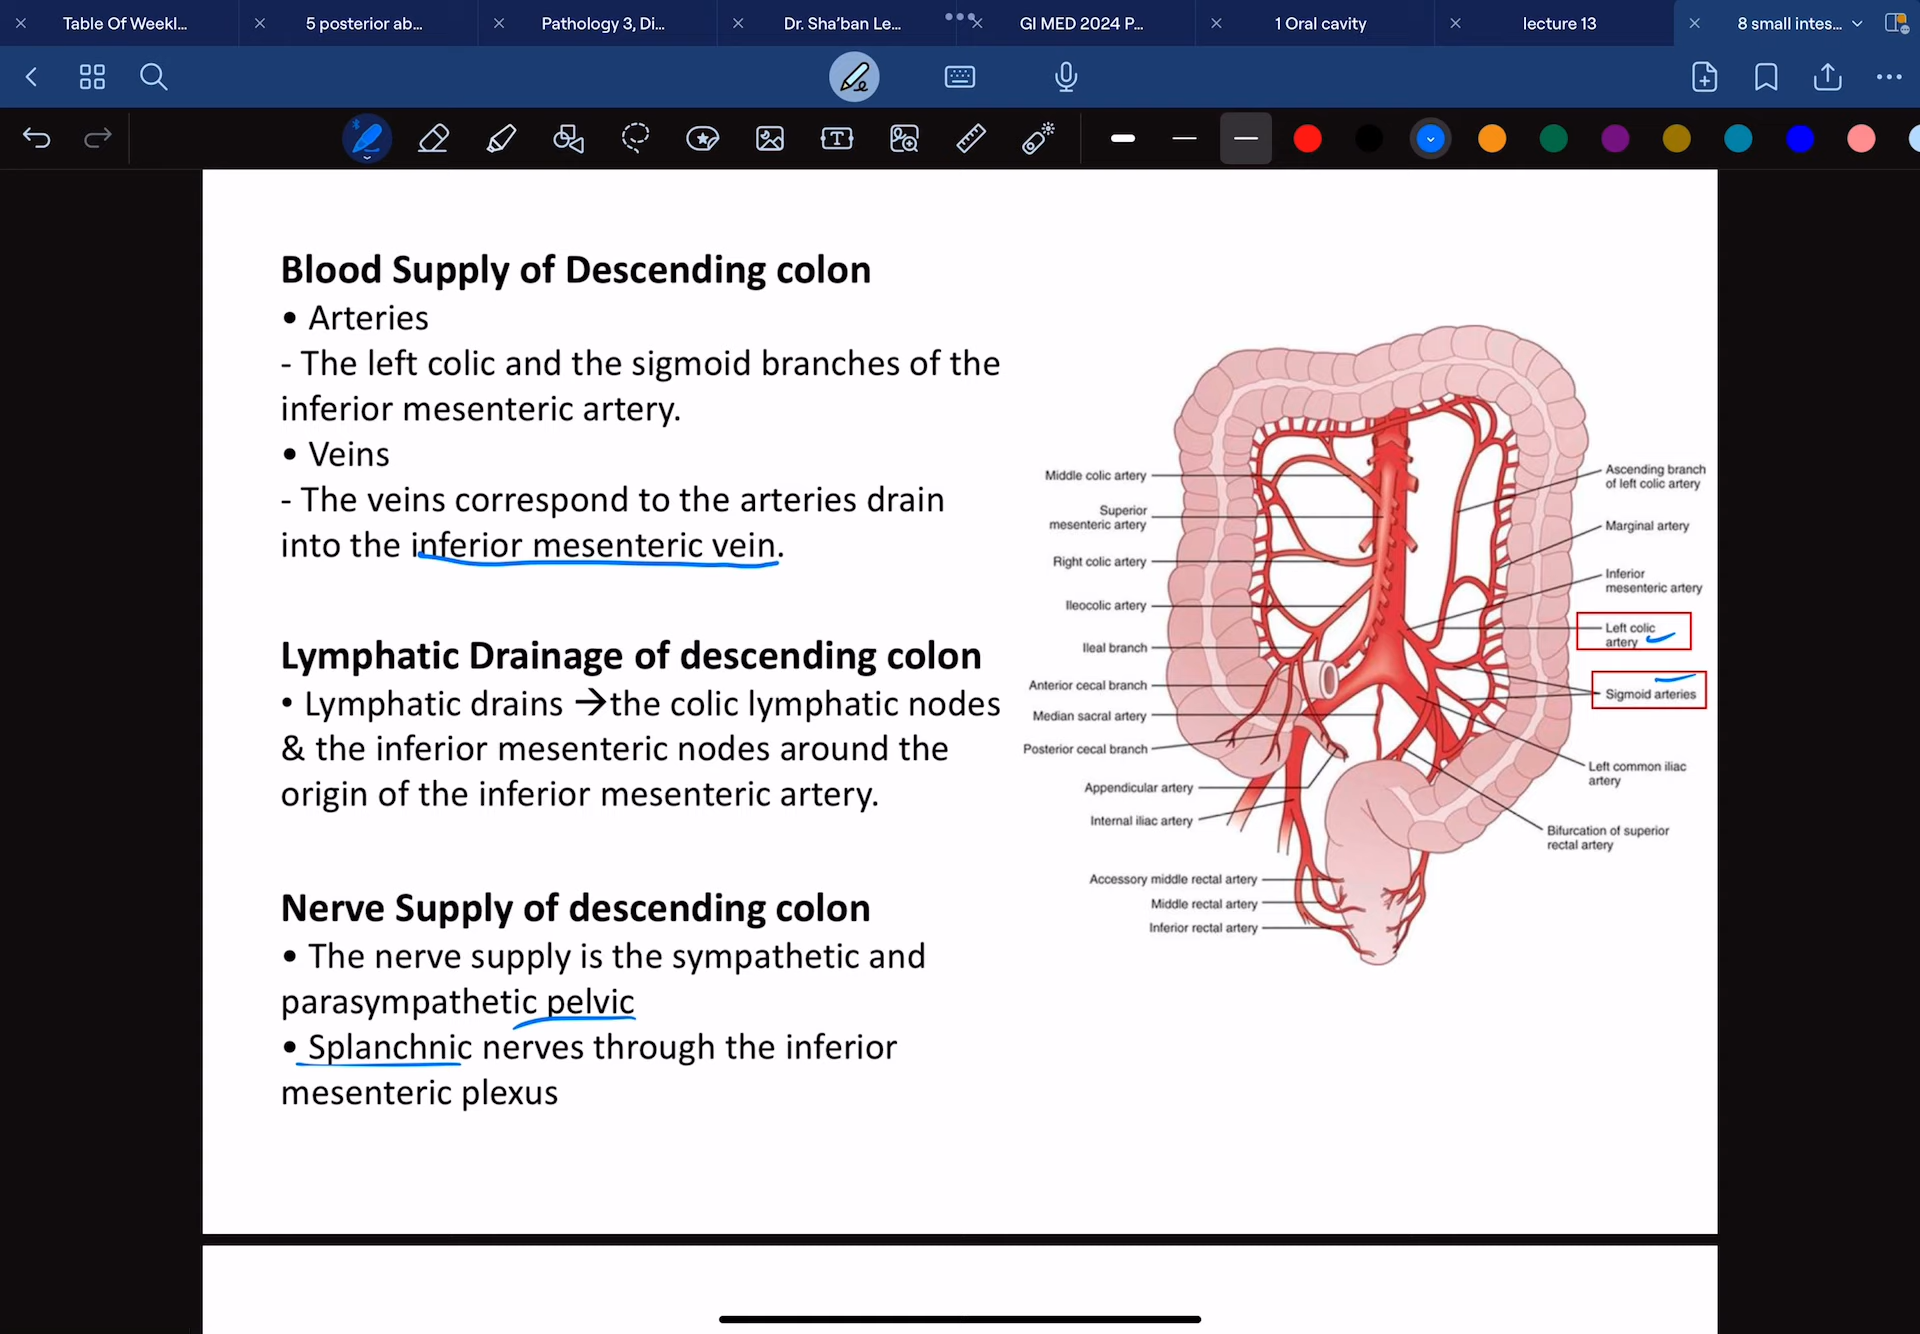 Table Of Weekl...
5 posterior ab...
Pathology 3, Di...
Dr. Sha'ban Le...
GI MED 2024 P...
1 Oral cavity
lecture 13
8 small intes...
Blood Supply of Descending colon
• Arteries
- The left colic and the sigmoid branches of the
inferior mesenteric artery.
• Veins
- The veins correspond to the arteries drain
into the inferior mesenteric vein.
Lymphatic Drainage of descending colon
• Lymphatic drains →the colic lymphatic nodes
& the inferior mesenteric nodes around the
origin of the inferior mesenteric artery.
Nerve Supply of descending colon
• The nerve supply is the sympathetic and
parasympathetic pelvic
• Splanchnic nerves through the inferior
mesenteric plexus
Middle colic artery
Superior
mesenteric artery
Right colic artery
Ileocolic artery
Ileal branch
Anterior cecal branch
Median sacral artery
Posterior cecal branch
Appendicular artery
Internal iliac artery
Accessory middle rectal artery
Middle rectal artery
Inferior rectal artery
Ascending branch
of left colic artery
Marginal artery
Inferior
mesenteric artery
Left colic
artery
Sigmoid arteries
Left common iliac
artery
Bifurcation of superior
rectal artery